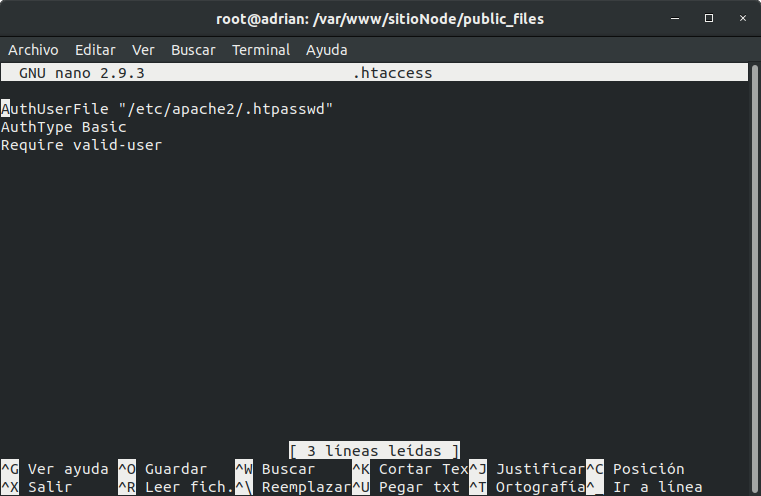 root@adrian: /var/www/sitioNode/public_files
Archivo Editar Ver Buscar Terminal Ayuda
GNU nano 2.9.3 .htaccess
AuthUserFile "/etc/apache2/.htpasswd"
AuthType Basic
Require valid-user
[ 3 líneas leídas ]
^G Ver ayuda ^O Guardar ^W Buscar ^K Cortar Tex^J Justificar^C Posición
^X Salir ^R Leer fich.^\ Reemplazar^U Pegar txt ^T Ortografía^_ Ir a línea